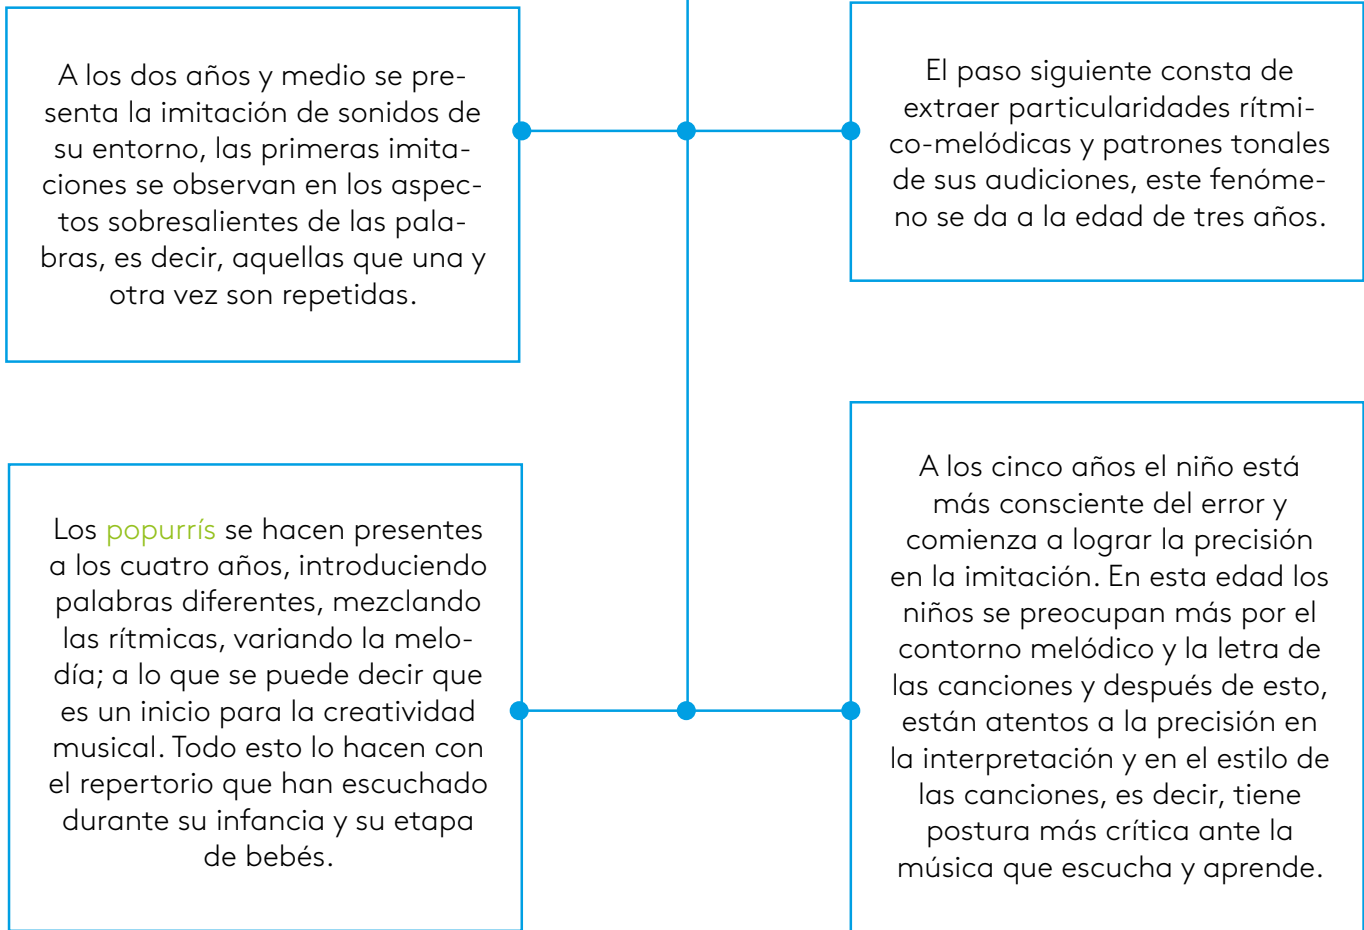 A los dos años y medio se pre-
senta la imitación de sonidos de
su entorno, las primeras imita-
ciones se observan en los aspec-
tos sobresalientes de las pala-
bras, es decir, aquellas que una y
otra vez son repetidas.
El paso siguiente consta de
extraer particularidades rítmi-
co-melódicas y patrones tonales
de sus audiciones, este fenóme-
no se da a la edad de tres años.
Los popurrís se hacen presentes
a los cuatro años, introduciendo
palabras diferentes, mezclando
las rítmicas, variando la melo-
día; a lo que se puede decir que
es un inicio para la creatividad
musical. Todo esto lo hacen con
el repertorio que han escuchado
durante su infancia y su etapa
de bebés.
A los cinco años el niño está
más consciente del error y
comienza a lograr la precisión
en la imitación. En esta edad los
niños se preocupan más por el
contorno melódico y la letra de
las canciones y después de esto,
están atentos a la precisión en
la interpretación y en el estilo de
las canciones, es decir, tiene
postura más crítica ante la
música que escucha y aprende.